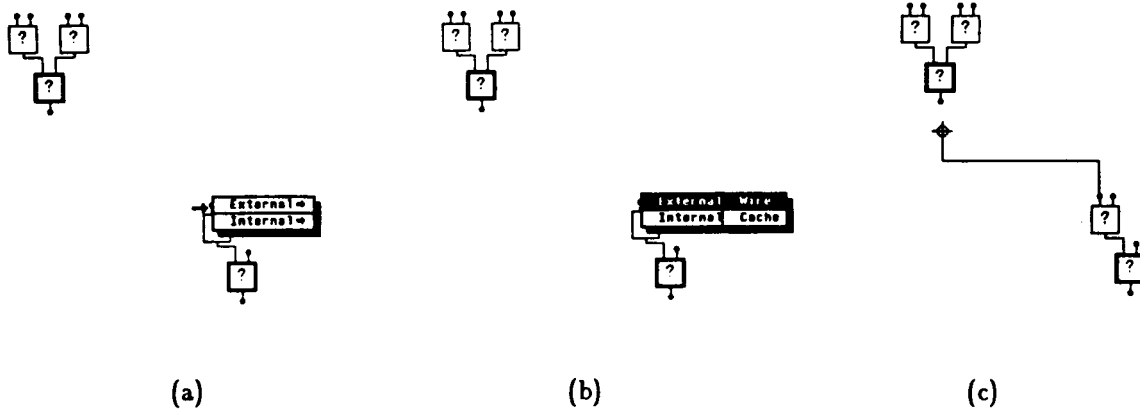 ? ?
?
External⇒
Internal⇒
?
(a)
? ?
?
External Wire
Internal Cache
?
(b)
? ?
?
?
?
(c)